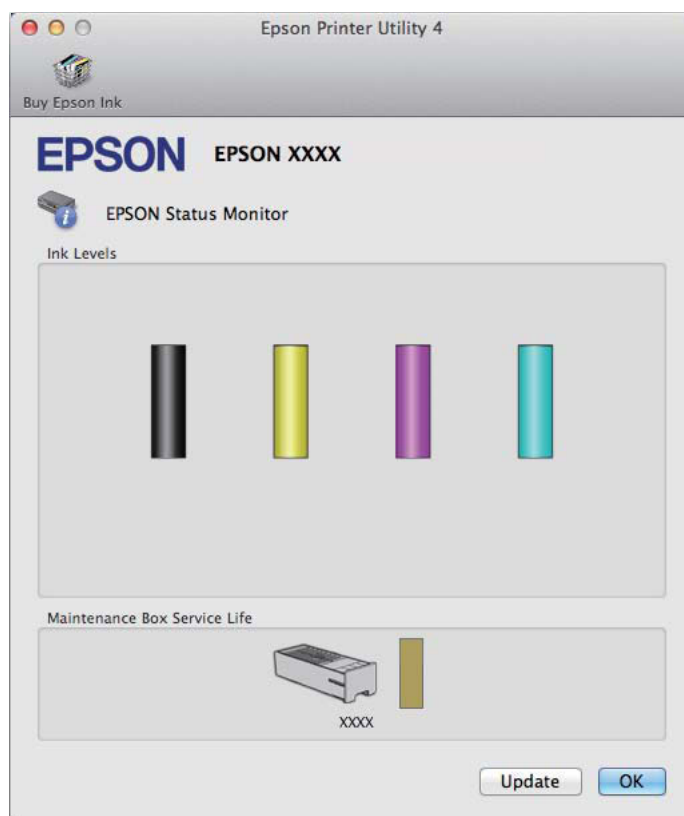 Epson Printer Utility 4
Buy Epson Ink
EPSON EPSON XXXX
EPSON Status Monitor
Ink Levels
Maintenance Box Service Life
XXXX
Update OK